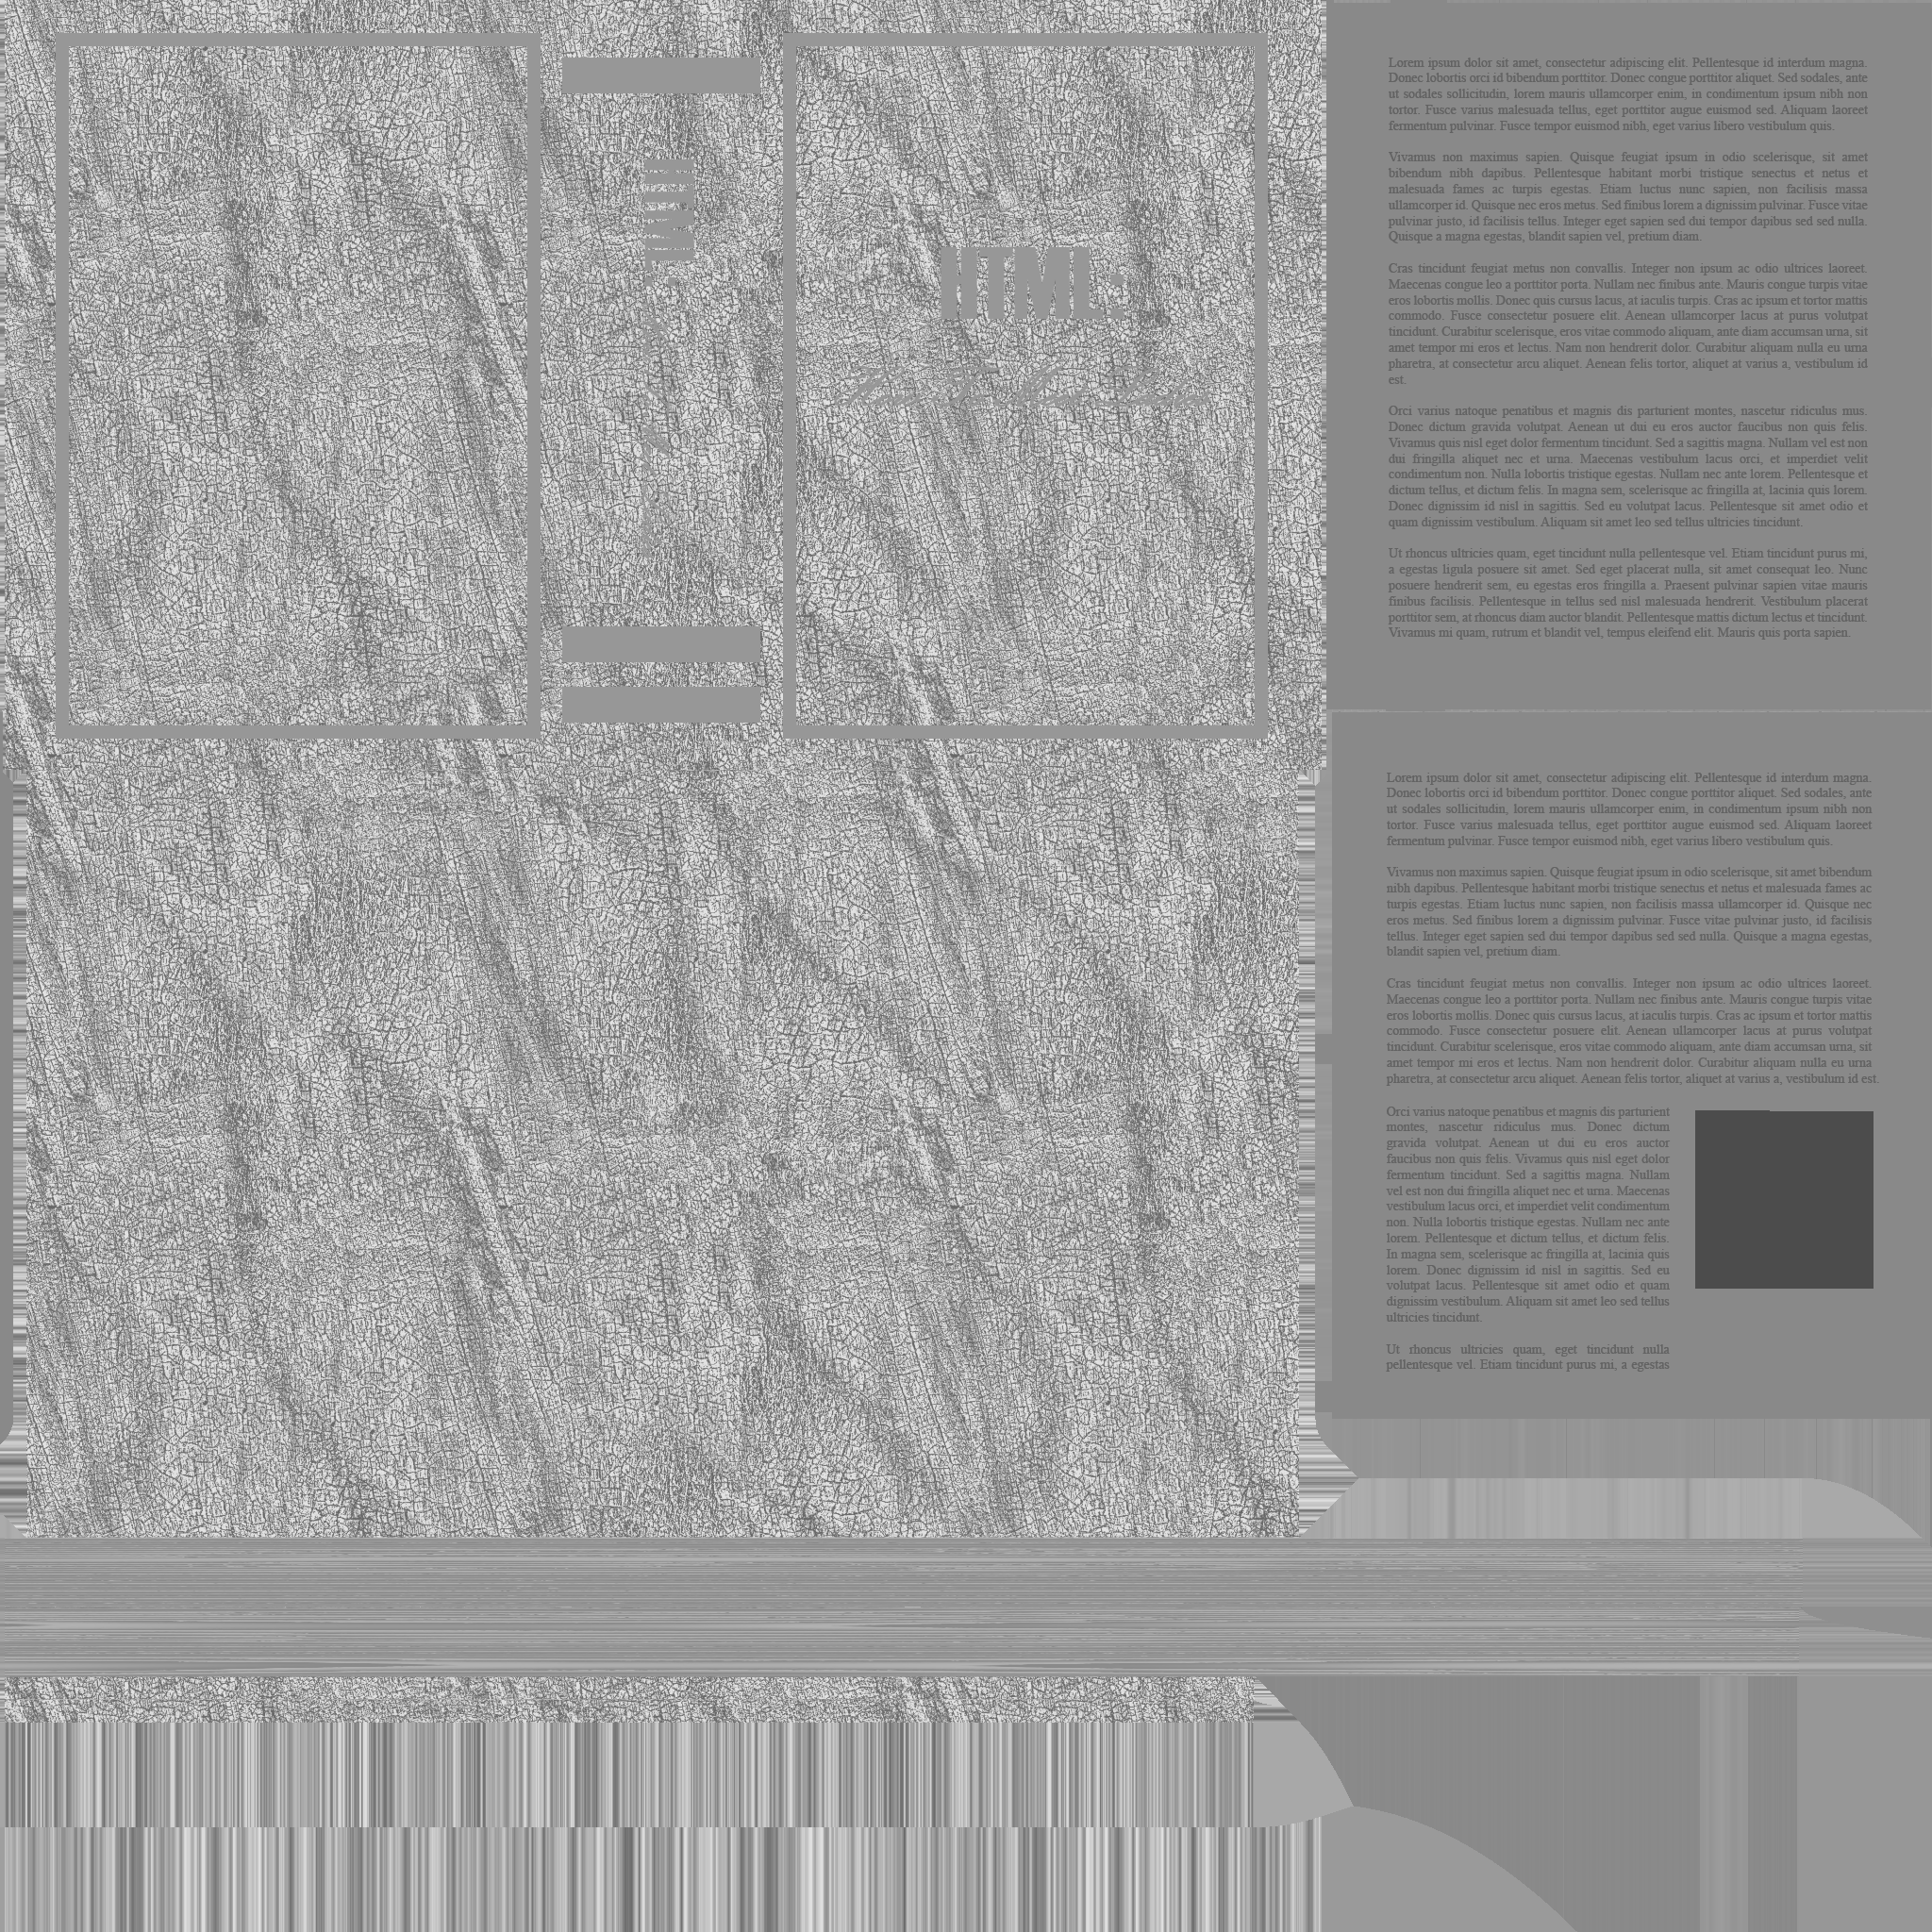 HTML:
HTML:
Lorem ipsum dolor sit amet, consectetur adipiscing elit. Pellentesque id interdum magna.
Donec lobortis orci id bibendum porttitor. Donec congue porttitor aliquet. Sed sodales, ante
ut sodales sollicitudin, lorem mauris ullamcorper enim, in condimentum ipsum nibh non
tortor. Fusce varius malesuada tellus, eget porttitor augue euismod sed. Aliquam laoreet
fermentum pulvinar. Fusce tempor euismod nibh, eget varius libero vestibulum quis.
Vivamus non maximus sapien. Quisque feugiat ipsum in odio scelerisque, sit amet
bibendum nibh dapibus. Pellentesque habitant morbi tristique senectus et netus et
malesuada fames ac turpis egestas. Etiam luctus nunc sapien, non facilisis massa
ullamcorper id. Quisque nec eros metus. Sed finibus lorem a dignissim pulvinar. Fusce vitae
pulvinar justo, id facilisis tellus. Integer eget sapien sed dui tempor dapibus sed sed nulla.
Quisque a magna egestas, blandit sapien vel, pretium diam.
Cras tincidunt feugiat metus non convallis. Integer non ipsum ac odio ultrices laoreet.
Maecenas congue leo a porttitor porta. Nullam nec finibus ante. Mauris congue turpis vitae
eros lobortis mollis. Donec quis cursus lacus, at iaculis turpis. Cras ac ipsum et tortor mattis
commodo. Fusce consectetur posuere elit. Aenean ullamcorper lacus at purus volutpat
tincidunt. Curabitur scelerisque, eros vitae commodo aliquam, ante diam accumsan urna, sit
amet tempor mi eros et lectus. Nam non hendrerit dolor. Curabitur aliquam nulla eu urna
pharetra, at consectetur arcu aliquet. Aenean felis tortor, aliquet at varius a, vestibulum id
est.
Orci varius natoque penatibus et magnis dis parturient montes, nascetur ridiculus mus.
Donec dictum gravida volutpat. Aenean ut dui eu eros auctor faucibus non quis felis.
Vivamus quis nisl eget dolor fermentum tincidunt. Sed a sagittis magna. Nullam vel est non
dui fringilla aliquet nec et urna. Maecenas vestibulum lacus orci, et imperdiet velit
condimentum non. Nulla lobortis tristique egestas. Nullam nec ante lorem. Pellentesque et
dictum tellus, et dictum felis. In magna sem, scelerisque ac fringilla at, lacinia quis lorem.
Donec dignissim id nisl in sagittis. Sed eu volutpat lacus. Pellentesque sit amet odio et
quam dignissim vestibulum. Aliquam sit amet leo sed tellus ultricies tincidunt.
Ut rhoncus ultricies quam, eget tincidunt nulla pellentesque vel. Etiam tincidunt purus mi,
a egestas ligula posuere sit amet. Sed eget placerat nulla, sit amet consequat leo. Nunc
posuere hendrerit sem, eu egestas eros fringilla a. Praesent pulvinar sapien vitae mauris
finibus facilisis. Pellentesque in tellus sed nisl malesuada hendrerit. Vestibulum placerat
porttitor sem, at rhoncus diam auctor blandit. Pellentesque mattis dictum lectus et tincidunt.
Vivamus mi quam, rutrum et blandit vel, tempus eleifend elit. Mauris quis porta sapien.
Lorem ipsum dolor sit amet, consectetur adipiscing elit. Pellentesque id interdum magna.
Donec lobortis orci id bibendum porttitor. Donec congue porttitor aliquet. Sed sodales, ante
ut sodales sollicitudin, lorem mauris ullamcorper enim, in condimentum ipsum nibh non
tortor. Fusce varius malesuada tellus, eget porttitor augue euismod sed. Aliquam laoreet
fermentum pulvinar. Fusce tempor euismod nibh, eget varius libero vestibulum quis.
Vivamus non maximus sapien. Quisque feugiat ipsum in odio scelerisque, sit amet bibendum
nibh dapibus. Pellentesque habitant morbi tristique senectus et netus et malesuada fames ac
turpis egestas. Etiam luctus nunc sapien, non facilisis massa ullamcorper id. Quisque nec
eros metus. Sed finibus lorem a dignissim pulvinar. Fusce vitae pulvinar justo, id facilisis
tellus. Integer eget sapien sed dui tempor dapibus sed sed nulla. Quisque a magna egestas,
blandit sapien vel, pretium diam.
Cras tincidunt feugiat metus non convallis. Integer non ipsum ac odio ultrices laoreet.
Maecenas congue leo a porttitor porta. Nullam nec finibus ante. Mauris congue turpis vitae
eros lobortis mollis. Donec quis cursus lacus, at iaculis turpis. Cras ac ipsum et tortor mattis
commodo. Fusce consectetur posuere elit. Aenean ullamcorper lacus at purus volutpat
tincidunt. Curabitur scelerisque, eros vitae commodo aliquam, ante diam accumsan urna, sit
amet tempor mi eros et lectus. Nam non hendrerit dolor. Curabitur aliquam nulla eu urna
pharetra, at consectetur arcu aliquet. Aenean felis tortor, aliquet at varius a, vestibulum id est.
Orci varius natoque penatibus et magnis dis parturient
montes, nascetur ridiculus mus. Donec dictum
gravida volutpat. Aenean ut dui eu eros auctor
faucibus non quis felis. Vivamus quis nisl eget dolor
fermentum tincidunt. Sed a sagittis magna. Nullam
vel est non dui fringilla aliquet nec et urna. Maecenas
vestibulum lacus orci, et imperdiet velit condimentum
non. Nulla lobortis tristique egestas. Nullam nec ante
lorem. Pellentesque et dictum tellus, et dictum felis.
In magna sem, scelerisque ac fringilla at, lacinia quis
lorem. Donec dignissim id nisl in sagittis. Sed eu
volutpat lacus. Pellentesque sit amet odio et quam
dignissim vestibulum. Aliquam sit amet leo sed tellus
ultricies tincidunt.
Ut rhoncus ultricies quam, eget tincidunt nulla
pellentesque vel. Etiam tincidunt purus mi, a egestas